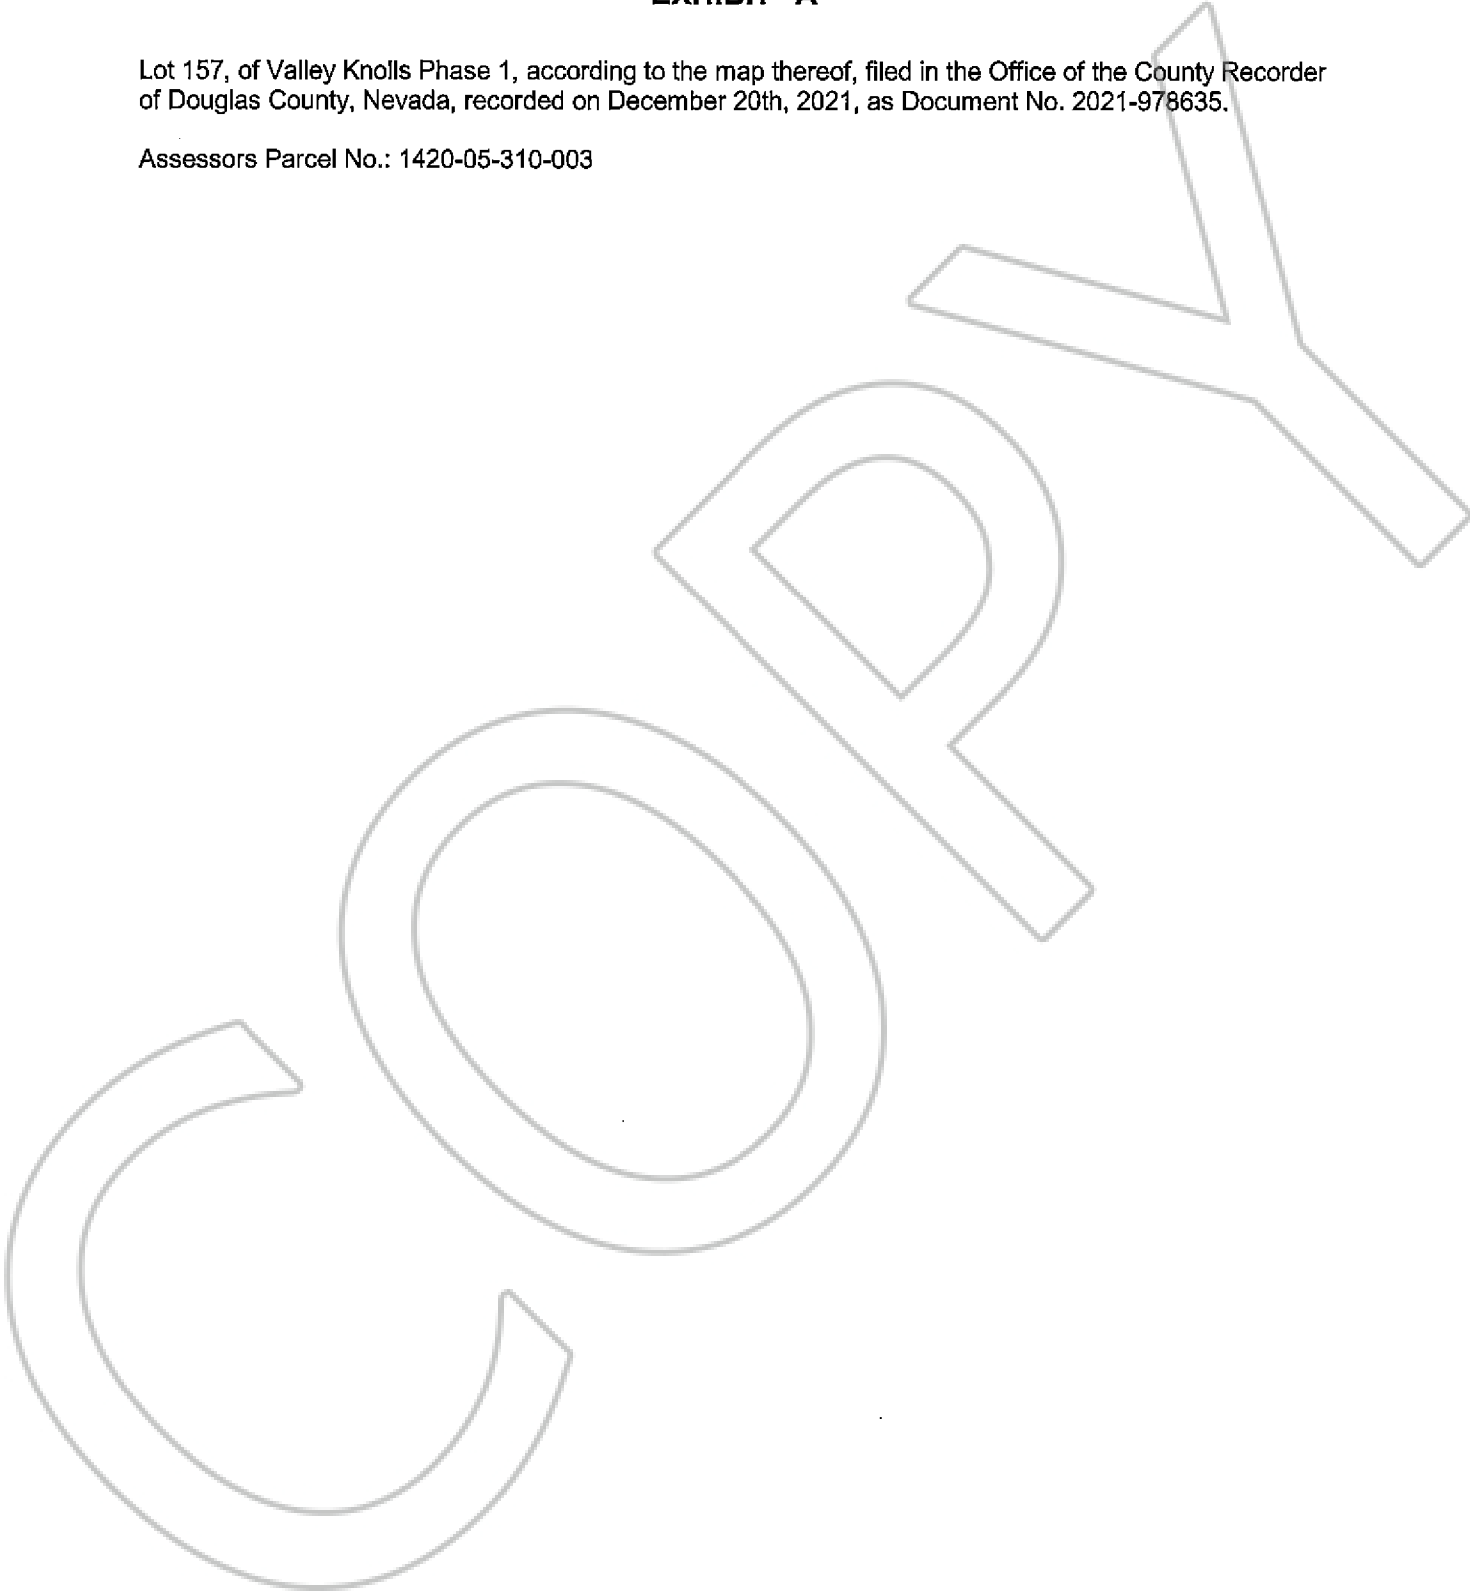 EXHIBIT "A"
Lot 157, of Valley Knolls Phase 1, according to the map thereof, filed in the Office of the County Recorder
of Douglas County, Nevada, recorded on December 20th, 2021, as Document No. 2021-978635.
Assessors Parcel No.: 1420-05-310-003
COPY